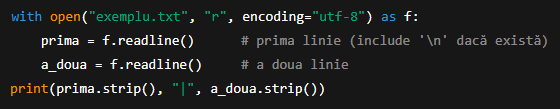 with open("exemplu.txt", "r", encoding="utf-8") as f:
    prima = f.readline()      # prima linie (include '\n' dacă există)
    a_doua = f.readline()     # a doua linie
print(prima.strip(), "|", a_doua.strip())